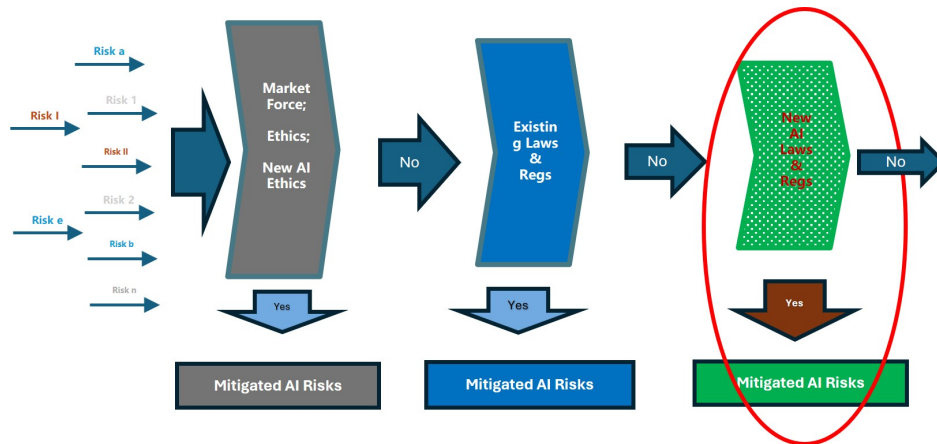 Risk a
Risk 1
Risk I
Risk II
Risk 2
Risk e
Risk b
Risk n
Market
Force;
Ethics;
New AI
Ethics
No
Existin
g Laws
&
Regs
No
New
AI
Laws
&
Regs
No
Yes
Yes
Yes
Mitigated AI Risks
Mitigated AI Risks
Mitigated AI Risks